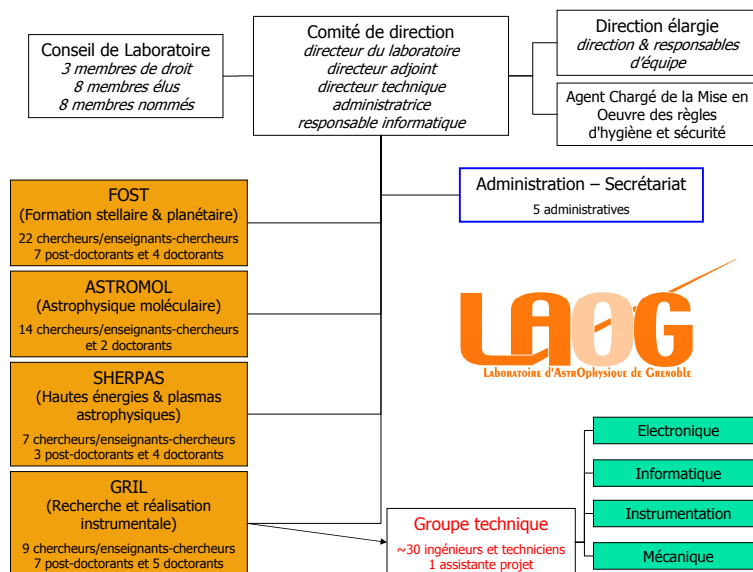 Conseil de Laboratoire
3 membres de droit
8 membres élus
8 membres nommés
Comité de direction
directeur du laboratoire
directeur adjoint
directeur technique
administratrice
responsable informatique
Direction élargie
direction & responsables
d'équipe
Agent Chargé de la Mise en
Oeuvre des règles
d'hygiène et sécurité
FOST
(Formation stellaire & planétaire)
22 chercheurs/enseignants-chercheurs
7 post-doctorants et 4 doctorants
Administration – Secrétariat
5 administratives
ASTROMOL
(Astrophysique moléculaire)
14 chercheurs/enseignants-chercheurs
et 2 doctorants
LAOG
Laboratoire d'AstrOphysique de Grenoble
SHERPAS
(Hautes énergies & plasmas
astrophysiques)
7 chercheurs/enseignants-chercheurs
3 post-doctorants et 4 doctorants
GRIL
(Recherche et réalisation
instrumentale)
9 chercheurs/enseignants-chercheurs
7 post-doctorants et 5 doctorants
Groupe technique
~30 ingénieurs et techniciens
1 assistante projet
Electronique
Informatique
Instrumentation
Mécanique